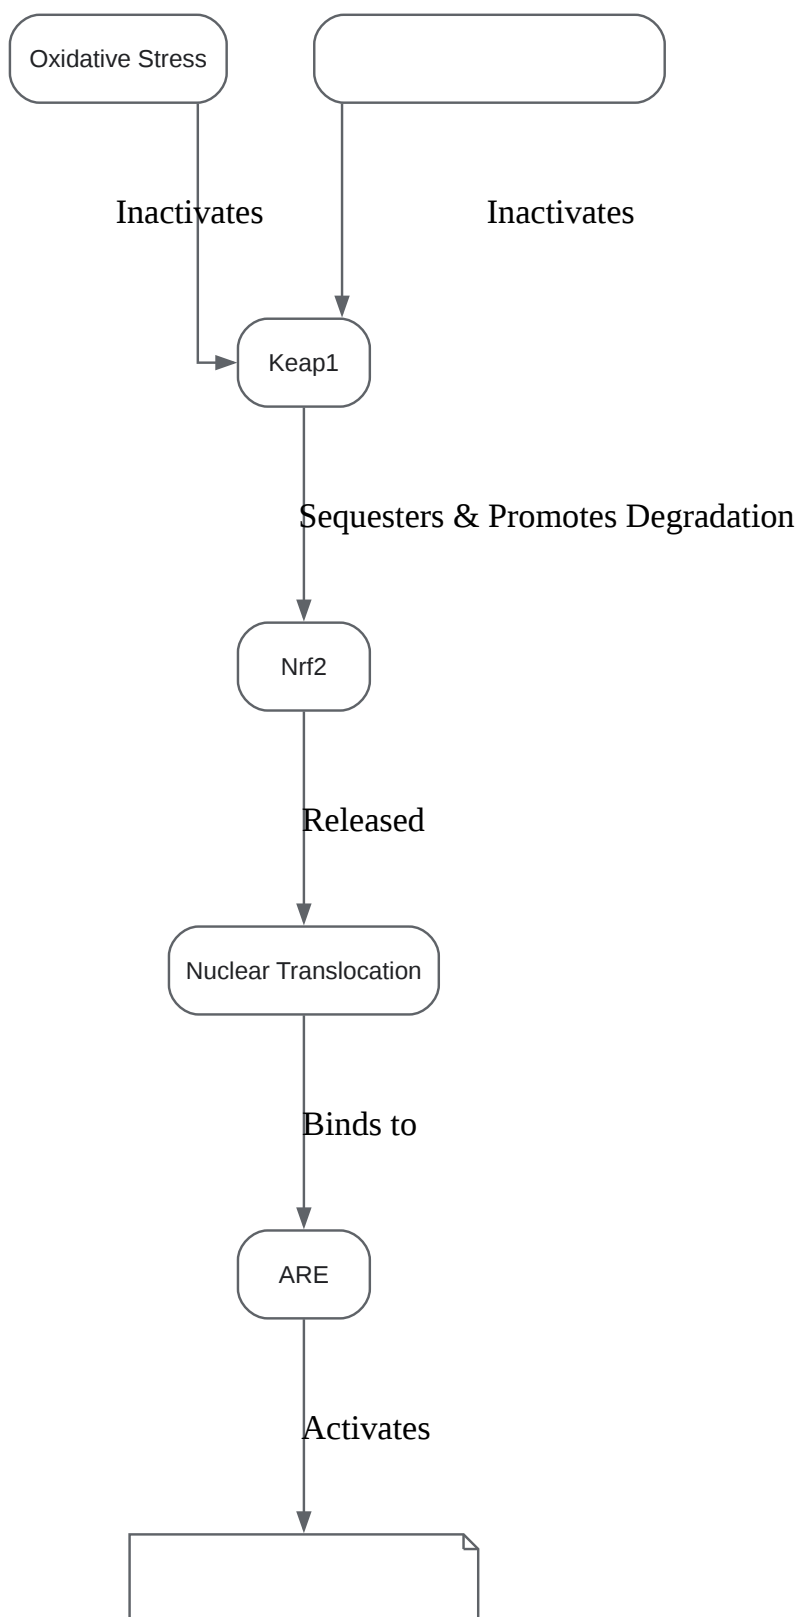 Oxidative Stress
Inactivates
Inactivates
Keap1
Sequesters & Promotes Degradation
Nrf2
Released
Nuclear Translocation
Binds to
ARE
Activates